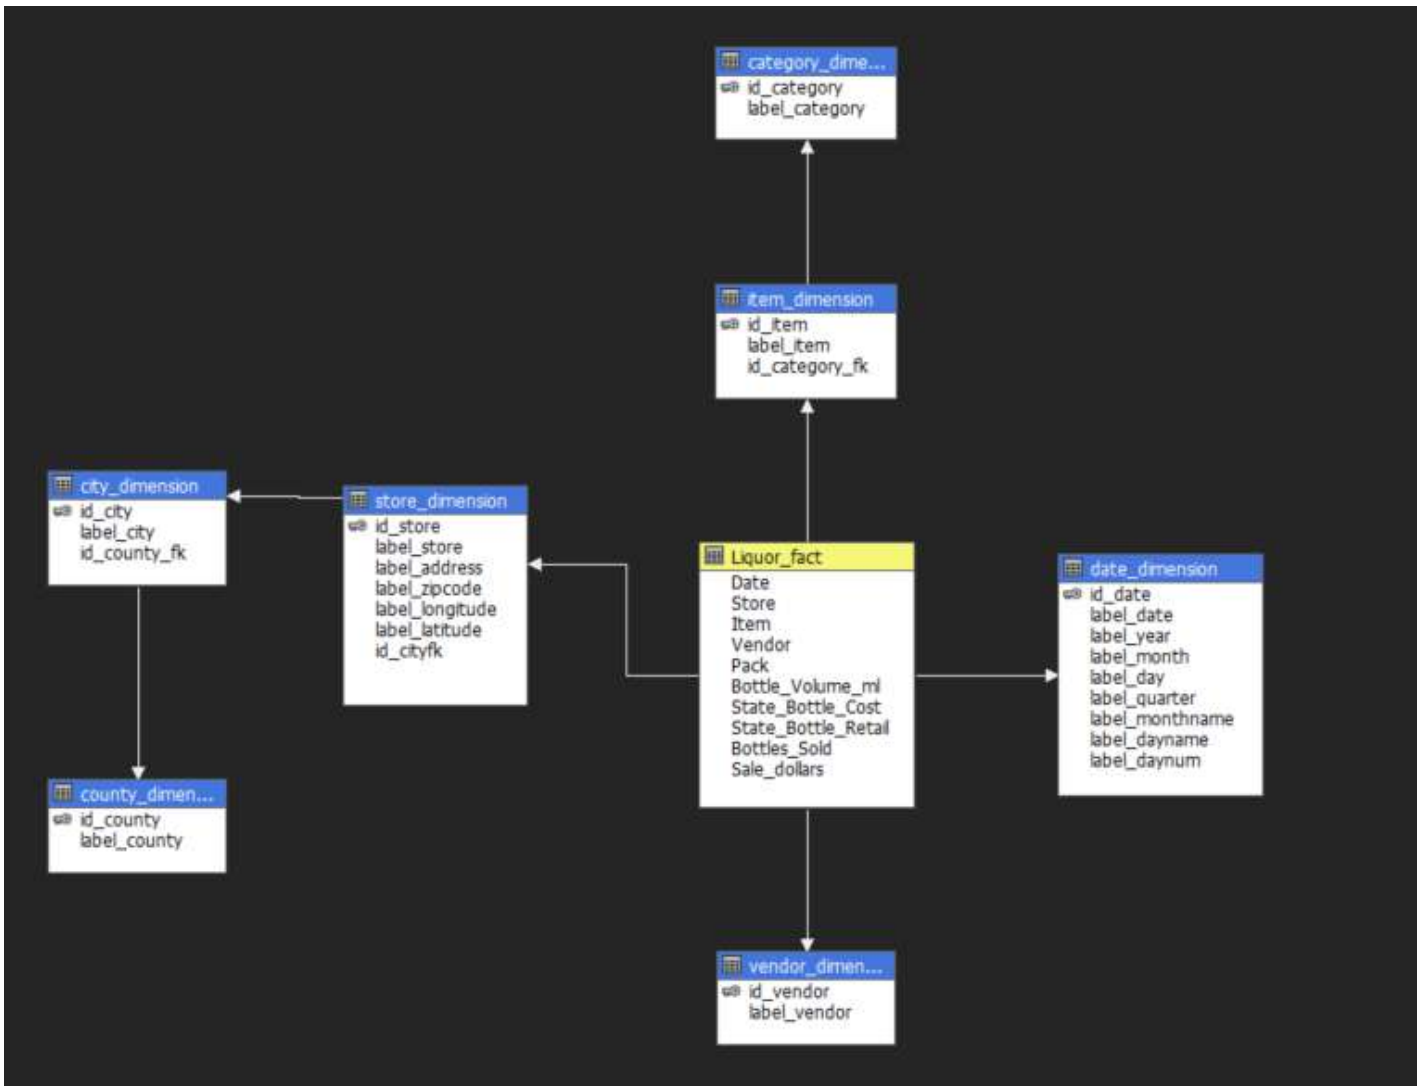 category_dime...
id_category
label_category
item_dimension
id_item
label_item
id_category_fk
city_dimension
id_city
label_city
id_county_fk
store_dimension
id_store
label_store
label_address
label_zipcode
label_longitude
label_latitude
id_cityfk
Liquor_fact
Date
Store
Item
Vendor
Pack
Bottle_Volume_ml
State_Bottle_Cost
State_Bottle_Retail
Bottles_Sold
Sale_dollars
date_dimension
id_date
label_date
label_year
label_month
label_day
label_quarter
label_monthname
label_dayname
label_daynum
county_dimen...
id_county
label_county
vendor_dimen...
id_vendor
label_vendor